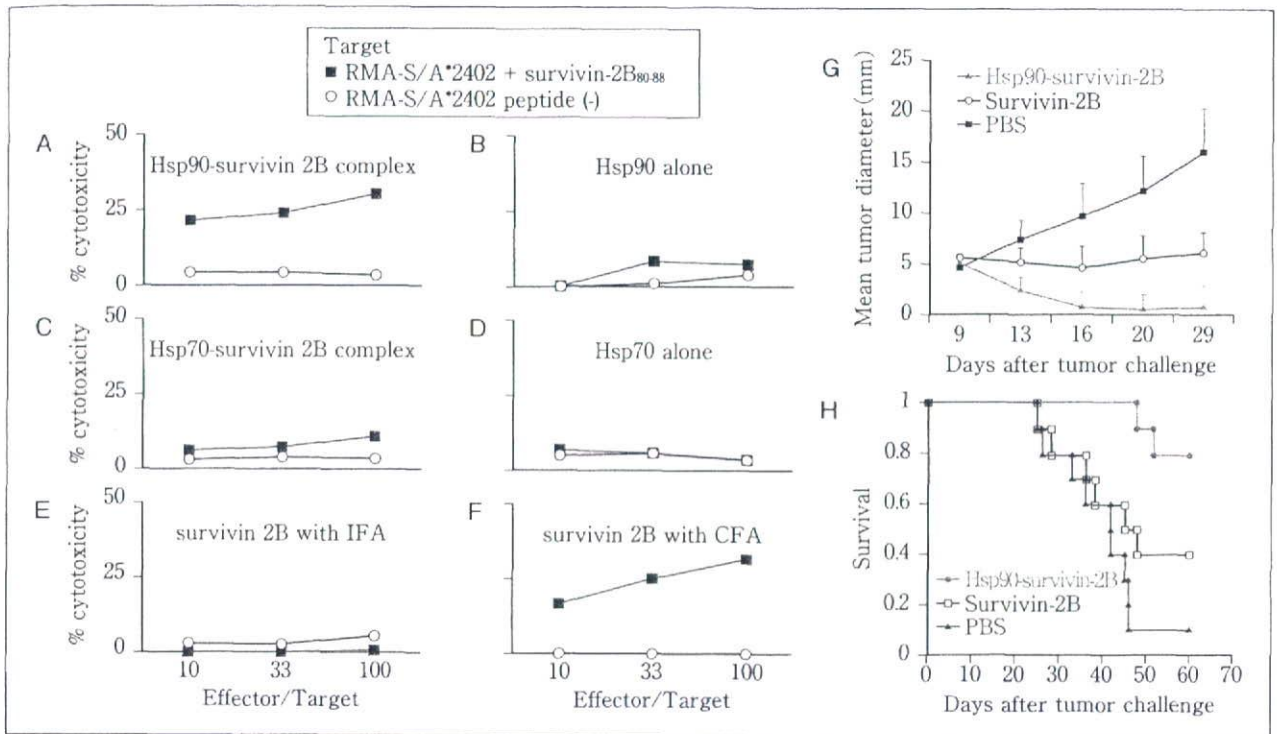 Target
■ RMA-S/A*2402 + survivin-2B80-88
○ RMA-S/A*2402 peptide (-)
A
50
25
0
% cytotoxicity
Hsp90-survivin 2B complex
B
Hsp90 alone
C
50
25
0
% cytotoxicity
Hsp70-survivin 2B complex
D
Hsp70 alone
E
50
25
0
% cytotoxicity
survivin 2B with IFA
10 33 100
Effector/Target
F
survivin 2B with CFA
10 33 100
Effector/Target
G
Mean tumor diameter(mm)
25
20
15
10
5
0
Hsp90-survivin-2B
Survivin-2B
PBS
9 13 16 20 29
Days after tumor challenge
H
Survival
1
0.8
0.6
0.4
0.2
0
Hsp90-survivin-2B
Survivin-2B
PBS
0 10 20 30 40 50 60 70
Days after tumor challenge